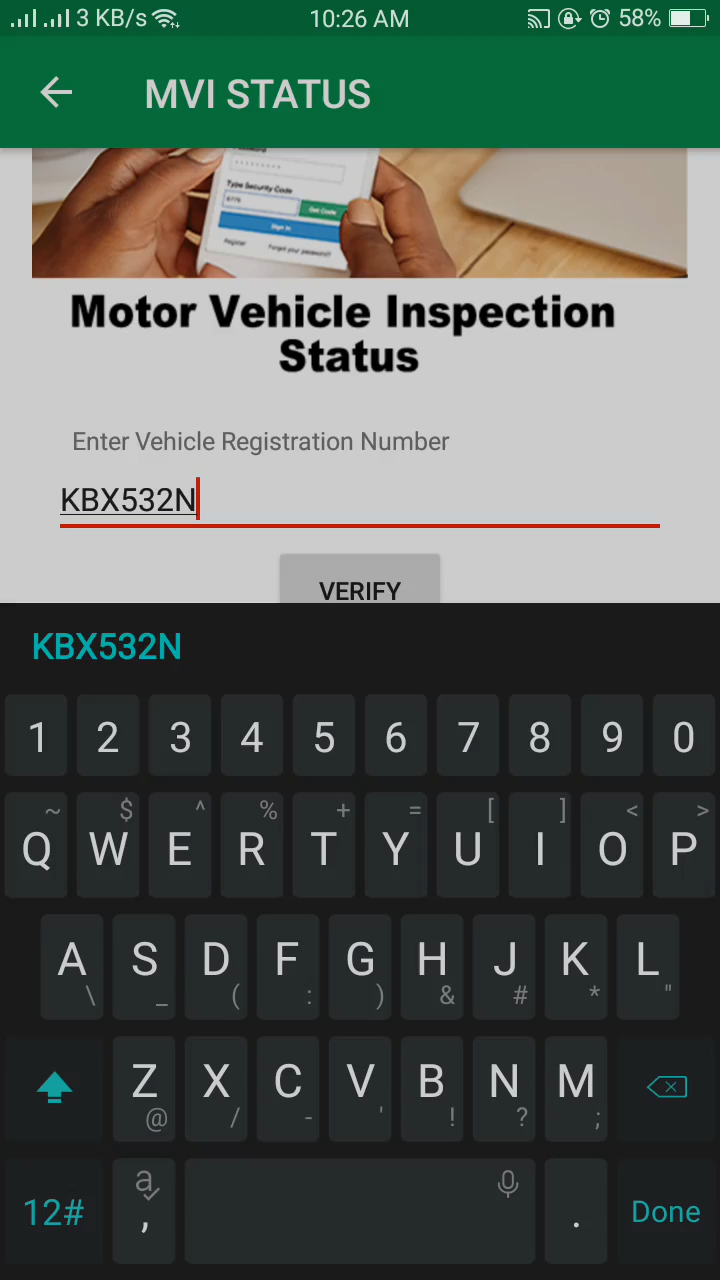 3 KB/s 10:26 AM 58%
MVI STATUS
Type Security Code
Get Code
Sign In
Register Forgot your password?
Motor Vehicle Inspection
Status
Enter Vehicle Registration Number
KBX532N
VERIFY
KBX532N
1 2 3 4 5 6 7 8 9 0
~ $ ^ % + = [ ] < >
Q W E R T Y U I O P
A S D F G H J K L
\ _ ( : ) & # * "
Z X C V B N M
@ / - ' ! ? ;
a
12# , . Done